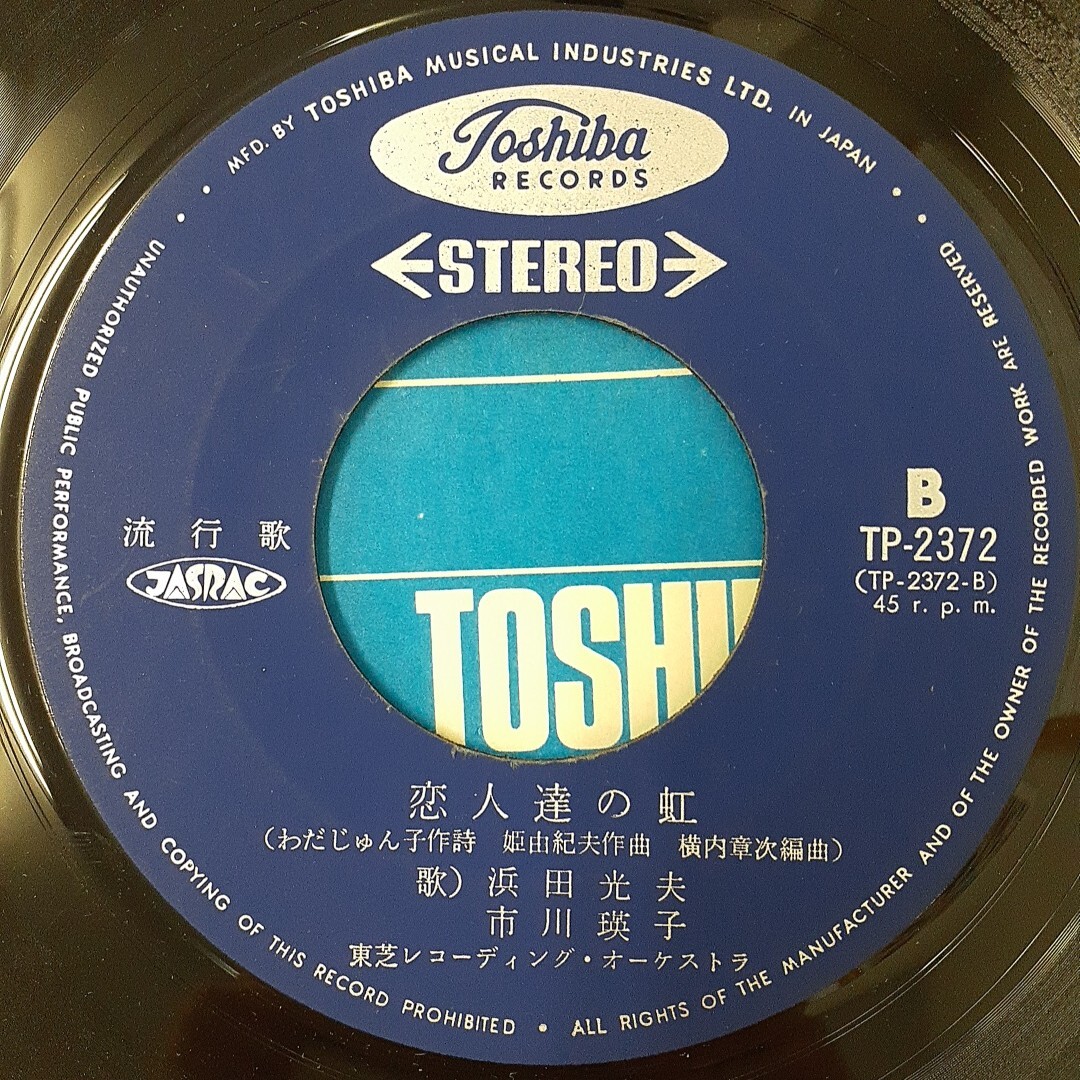 MFD. BY TOSHIBA MUSICAL INDUSTRIES LTD. IN JAPAN
Toshiba
RECORDS
STEREO
流行歌
JASRAC
B
TP-2372
(TP-2372-B)
45 r. p. m.
TOSHI
恋人達の虹
(わだじゅん子作詩 姫由紀夫作曲 横内章次編曲)
歌) 浜田光夫
市川瑛子
東芝レコーディング・オーケストラ
UNAUTHORIZED PUBLIC PERFORMANCE, BROADCASTING AND COPYING OF THIS RECORD PROHIBITED • ALL RIGHTS OF THE MANUFACTURER AND OF THE OWNER OF THE RECORDED WORK ARE RESERVED